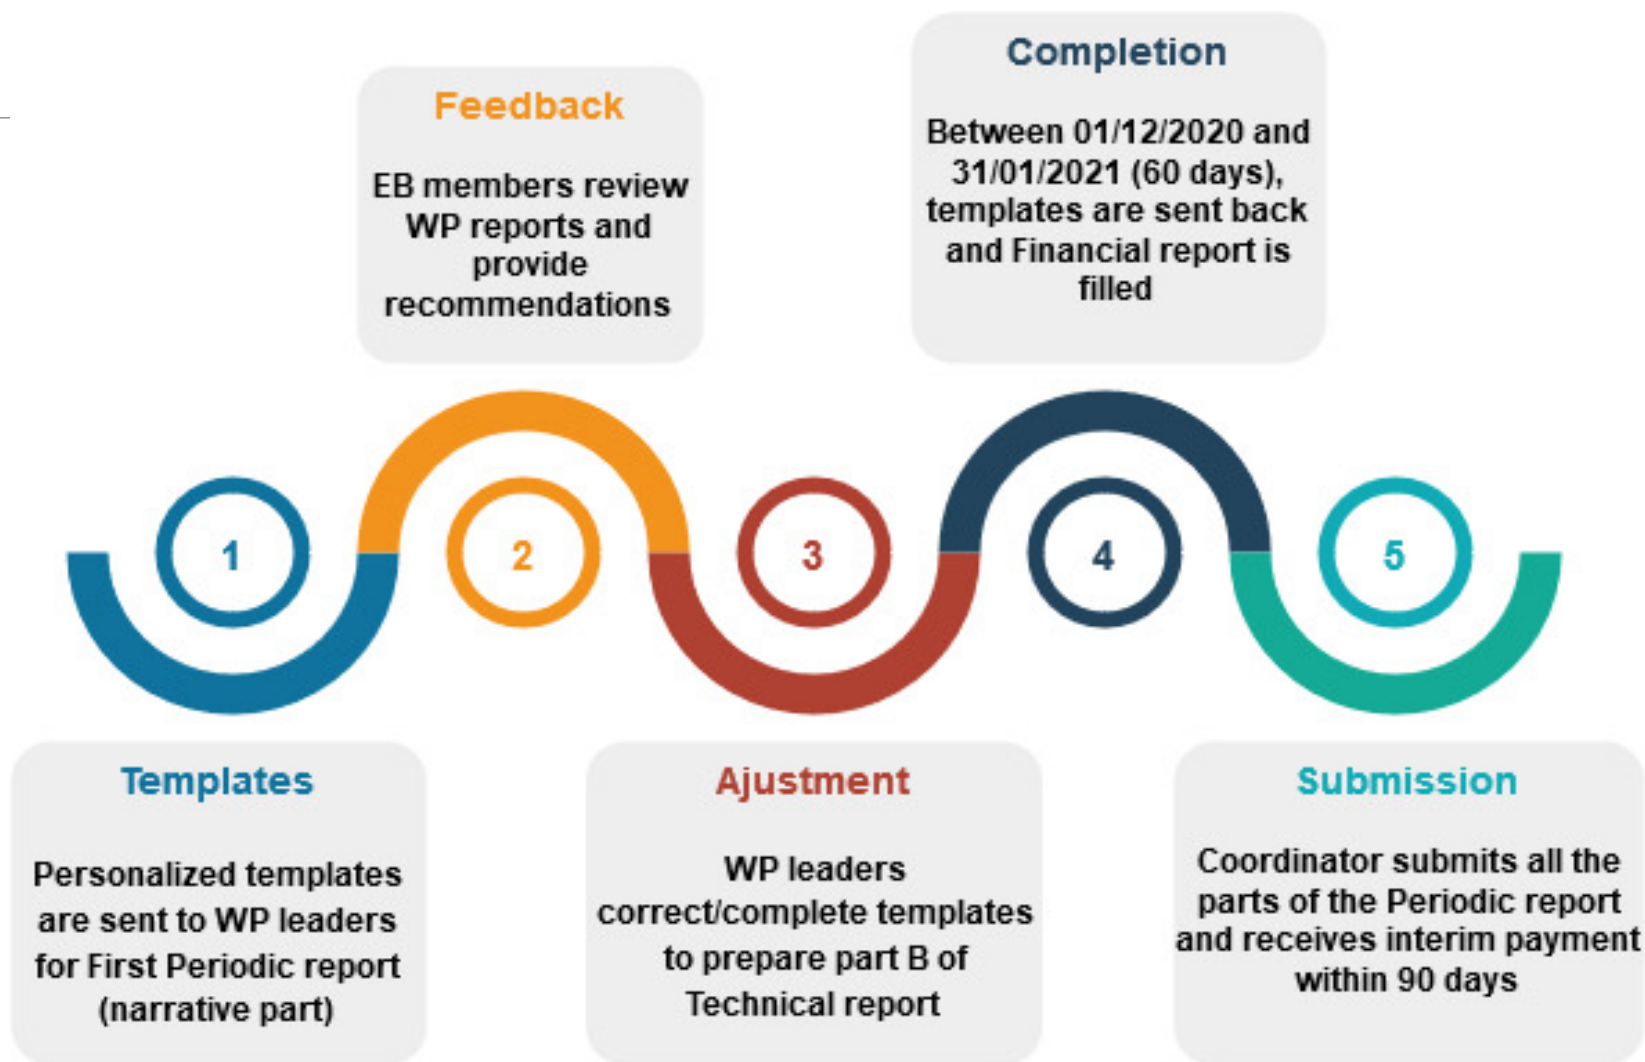 Completion
Between 01/12/2020 and
31/01/2021 (60 days),
templates are sent back
and Financial report is
filled
Feedback
EB members review
WP reports and
provide
recommendations
1
2
3
4
5
Templates
Personalized templates
are sent to WP leaders
for First Periodic report
(narrative part)
Ajustment
WP leaders
correct/complete templates
to prepare part B of
Technical report
Submission
Coordinator submits all the
parts of the Periodic report
and receives interim payment
within 90 days